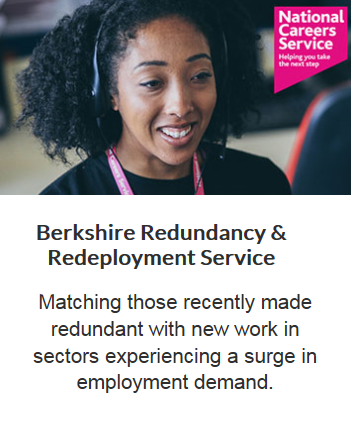 National
Careers
Service
Helping you take
the next step
Berkshire Redundancy &
Redeployment Service
Matching those recently made
redundant with new work in
sectors experiencing a surge in
employment demand.